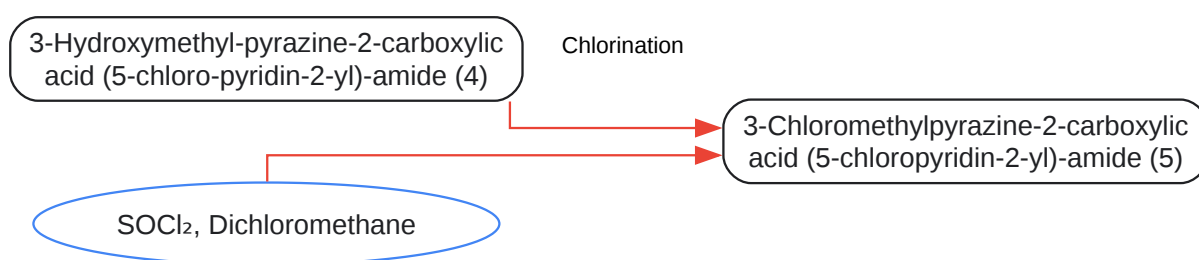 3-Hydroxymethyl-pyrazine-2-carboxylic
acid (5-chloro-pyridin-2-yl)-amide (4)
Chlorination
3-Chloromethylpyrazine-2-carboxylic
acid (5-chloropyridin-2-yl)-amide (5)
SOCl₂, Dichloromethane